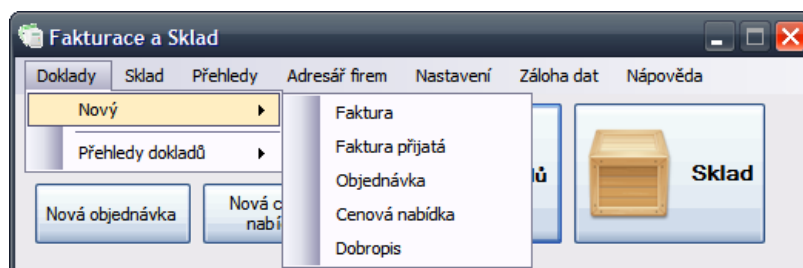 Fakturace a Sklad
Doklady Sklad Přehledy Adresář firem Nastavení Záloha dat Nápověda
Nový
Přehledy dokladů
Faktura
Faktura přijatá
Objednávka
Cenová nabídka
Dobropis
Sklad
Nová objednávka
Nová